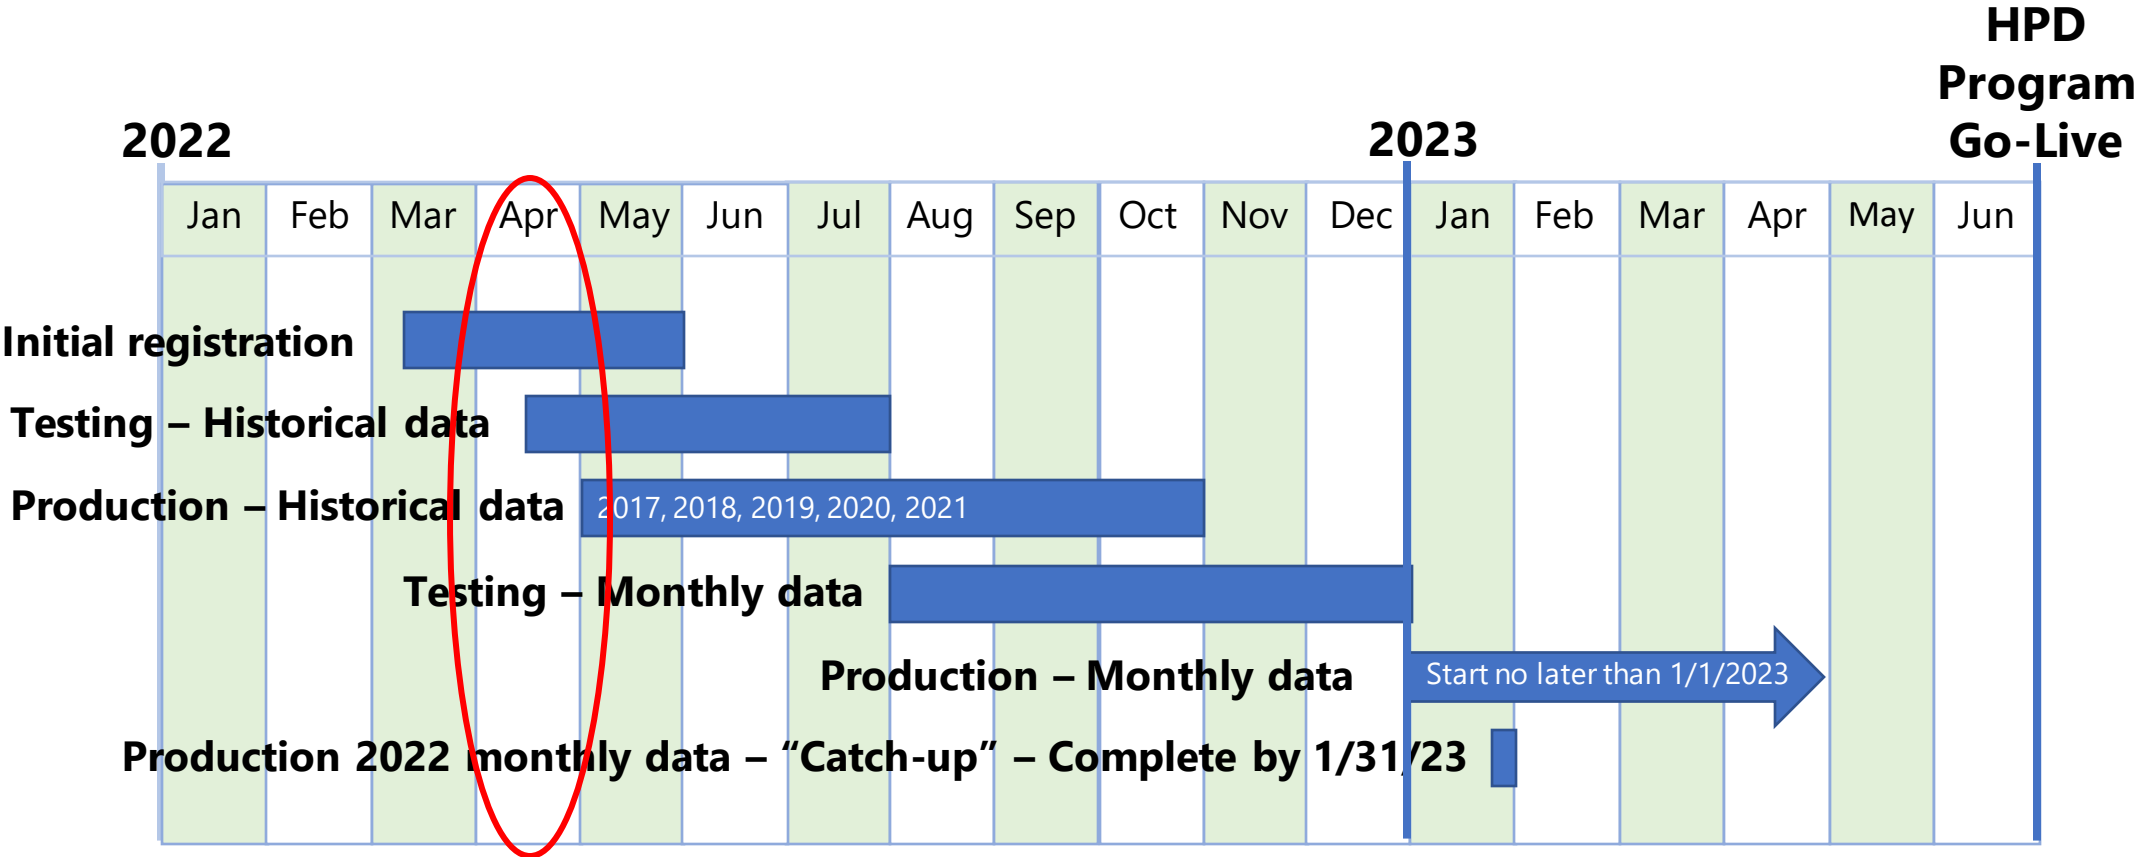 HPD
Program
Go-Live
2022
2023
Jan Feb Mar Apr May Jun Jul Aug Sep Oct Nov Dec Jan Feb Mar Apr May Jun
Initial registration
Testing – Historical data
Production – Historical data 2017, 2018, 2019, 2020, 2021
Testing – Monthly data
Production – Monthly data Start no later than 1/1/2023
Production 2022 monthly data – “Catch-up” – Complete by 1/31/23